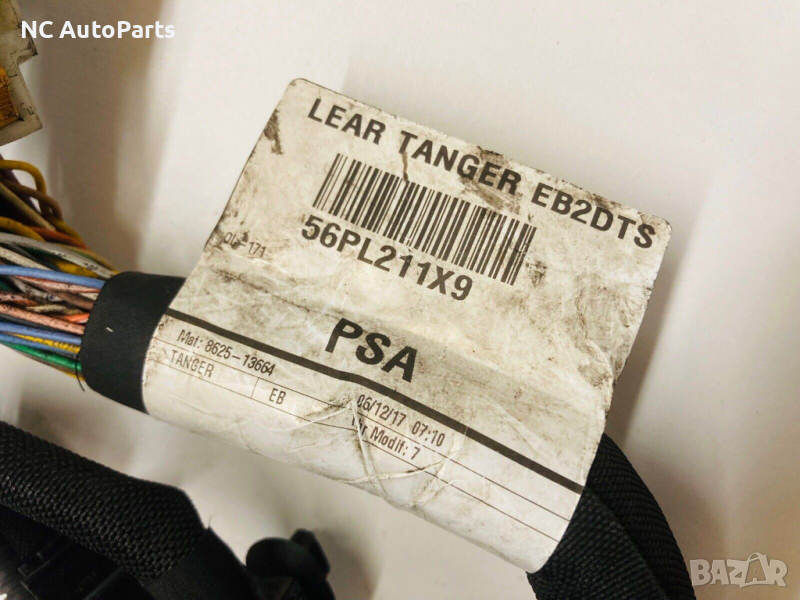 NC AutoParts
LEAR TANGER EB2DTS
56PL211X9
PSA
Mat: 8625-13664
TANGER
EB
06/12/17 07:10
Modif: 7
BAZAR